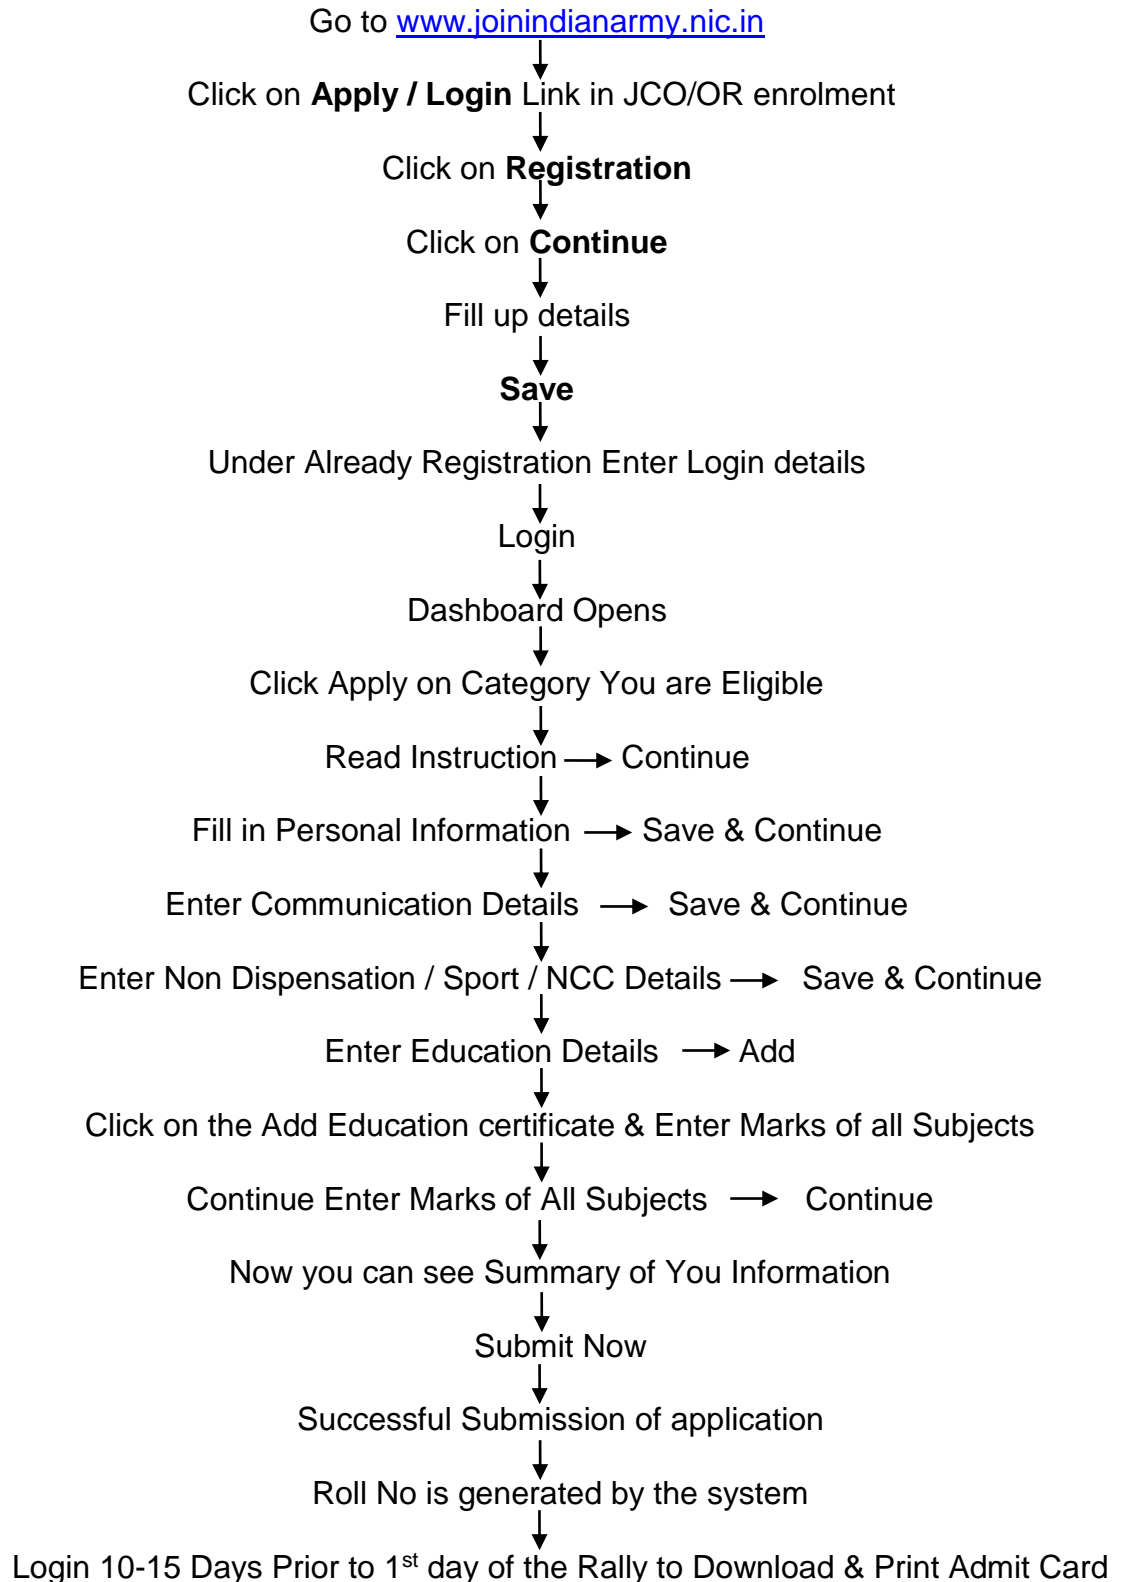 Go to www.joinindianarmy.nic.in
Click on Apply / Login Link in JCO/OR enrolment
Click on Registration
Click on Continue
Fill up details
Save
Under Already Registration Enter Login details
Login
Dashboard Opens
Click Apply on Category You are Eligible
Read Instruction → Continue
Fill in Personal Information → Save & Continue
Enter Communication Details → Save & Continue
Enter Non Dispensation / Sport / NCC Details → Save & Continue
Enter Education Details → Add
Click on the Add Education certificate & Enter Marks of all Subjects
Continue Enter Marks of All Subjects → Continue
Now you can see Summary of You Information
Submit Now
Successful Submission of application
Roll No is generated by the system
Login 10-15 Days Prior to 1st day of the Rally to Download & Print Admit Card